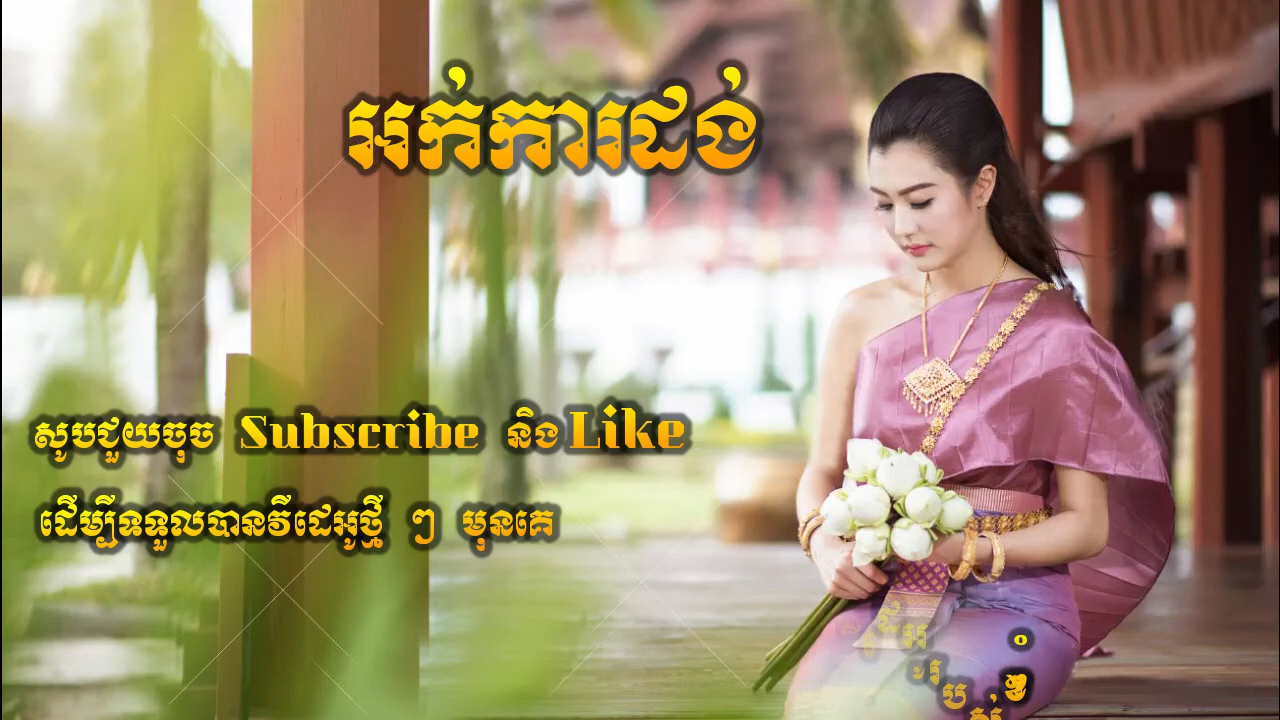 អក់ការដង់
សូបជួយចុច Subscribe និង Like
ដើម្បីទទួលបានវីដេអូថ្មី ៗ មុនគេ